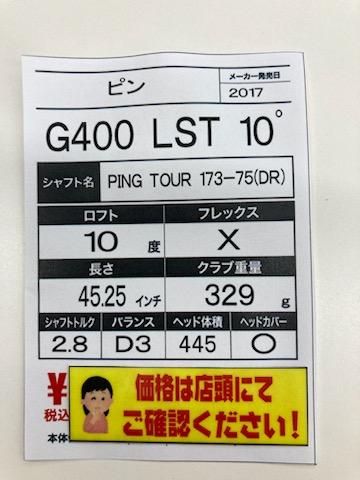 ピン
メーカー発売日
2017
G400 LST 10°
シャフト名 PING TOUR 173-75(DR)
ロフト フレックス
10 度 X
長さ クラブ重量
45.25 インチ 329 g
シャフトトルク バランス ヘッド体積 ヘッドカバー
2.8 D3 445 〇
¥
税込
価格は店頭にて
ご確認ください!
本体